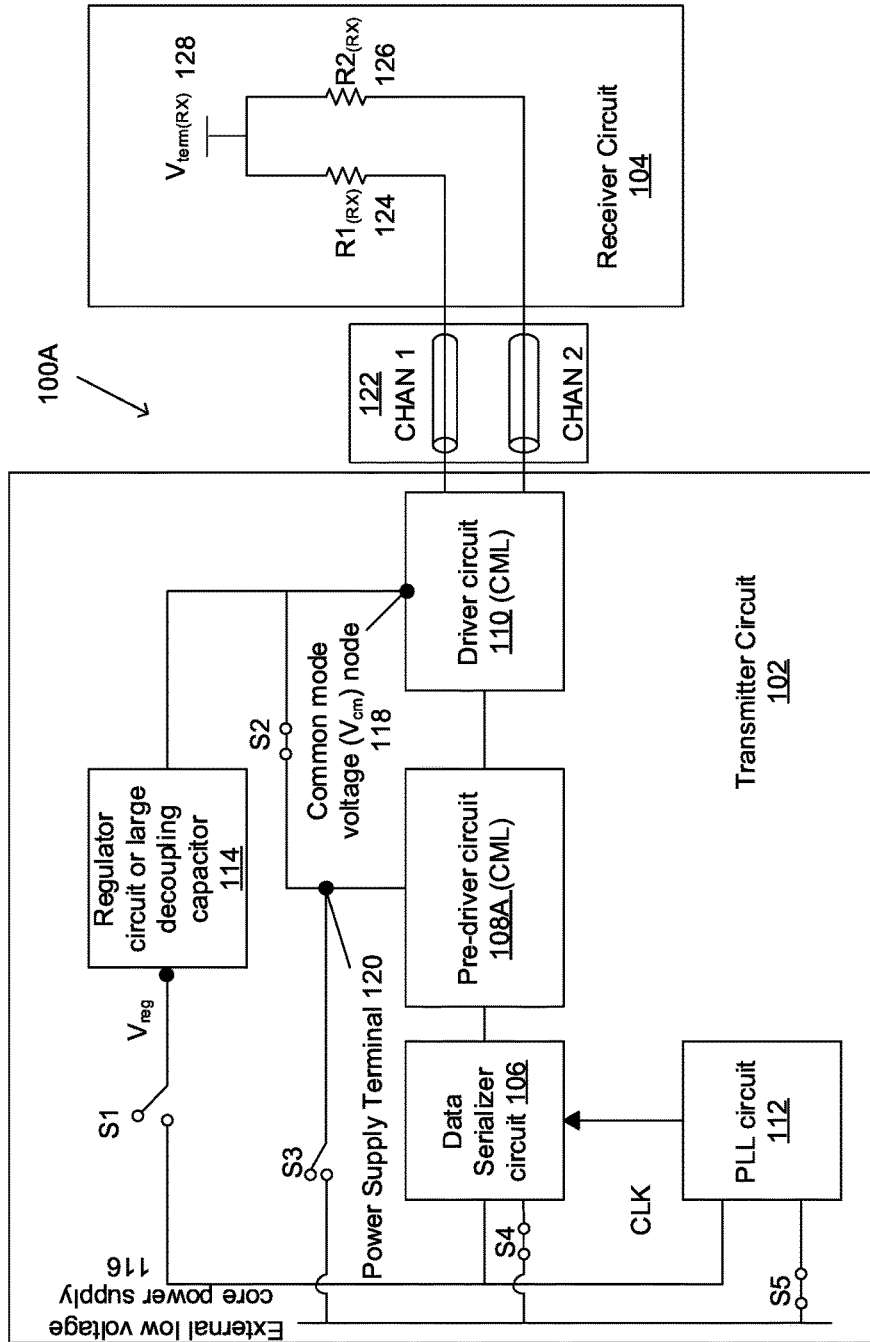 100A
External low voltage
core power supply
116
S1
V_reg
Regulator
circuit or large
decoupling
capacitor
114
S2
S3
Common mode
voltage (V_cm) node
118
Power Supply Terminal 120
Data
Serializer
circuit 106
Pre-driver circuit
108A (CML)
Driver circuit
110 (CML)
S4
CLK
PLL circuit
112
S5
Transmitter Circuit
102
122
CHAN 1
CHAN 2
V_term(RX) 128
R1(RX)
124
R2(RX)
126
Receiver Circuit
104